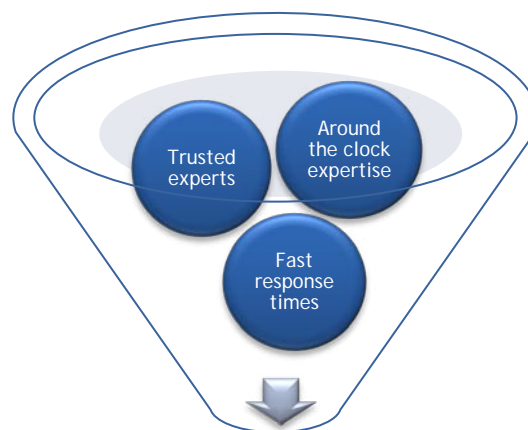 Trusted
experts
Around
the clock
expertise
Fast
response
times